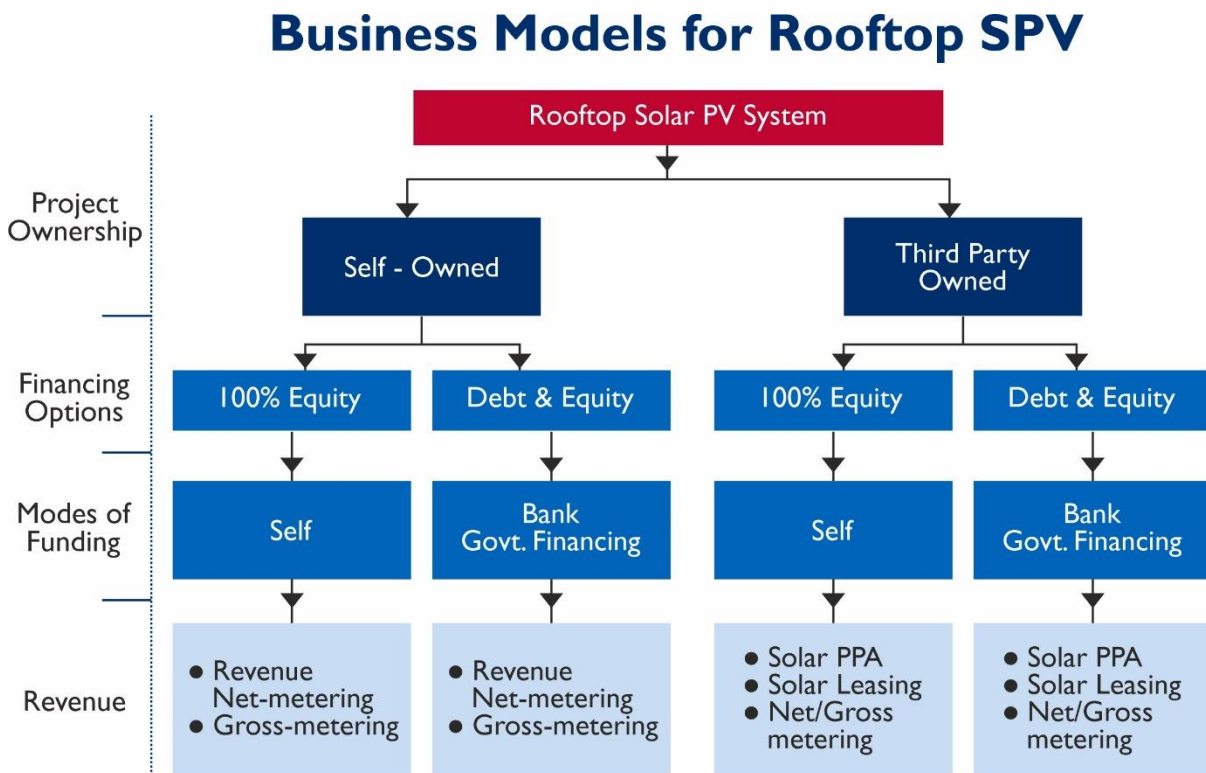 Business Models for Rooftop SPV
Rooftop Solar PV System
Project
Ownership
Self - Owned
Third Party
Owned
Financing
Options
100% Equity
Debt & Equity
100% Equity
Debt & Equity
Modes of
Funding
Self
Bank
Govt. Financing
Self
Bank
Govt. Financing
Revenue
● Revenue
Net-metering
● Gross-metering
● Revenue
Net-metering
● Gross-metering
● Solar PPA
● Solar Leasing
● Net/Gross
metering
● Solar PPA
● Solar Leasing
● Net/Gross
metering